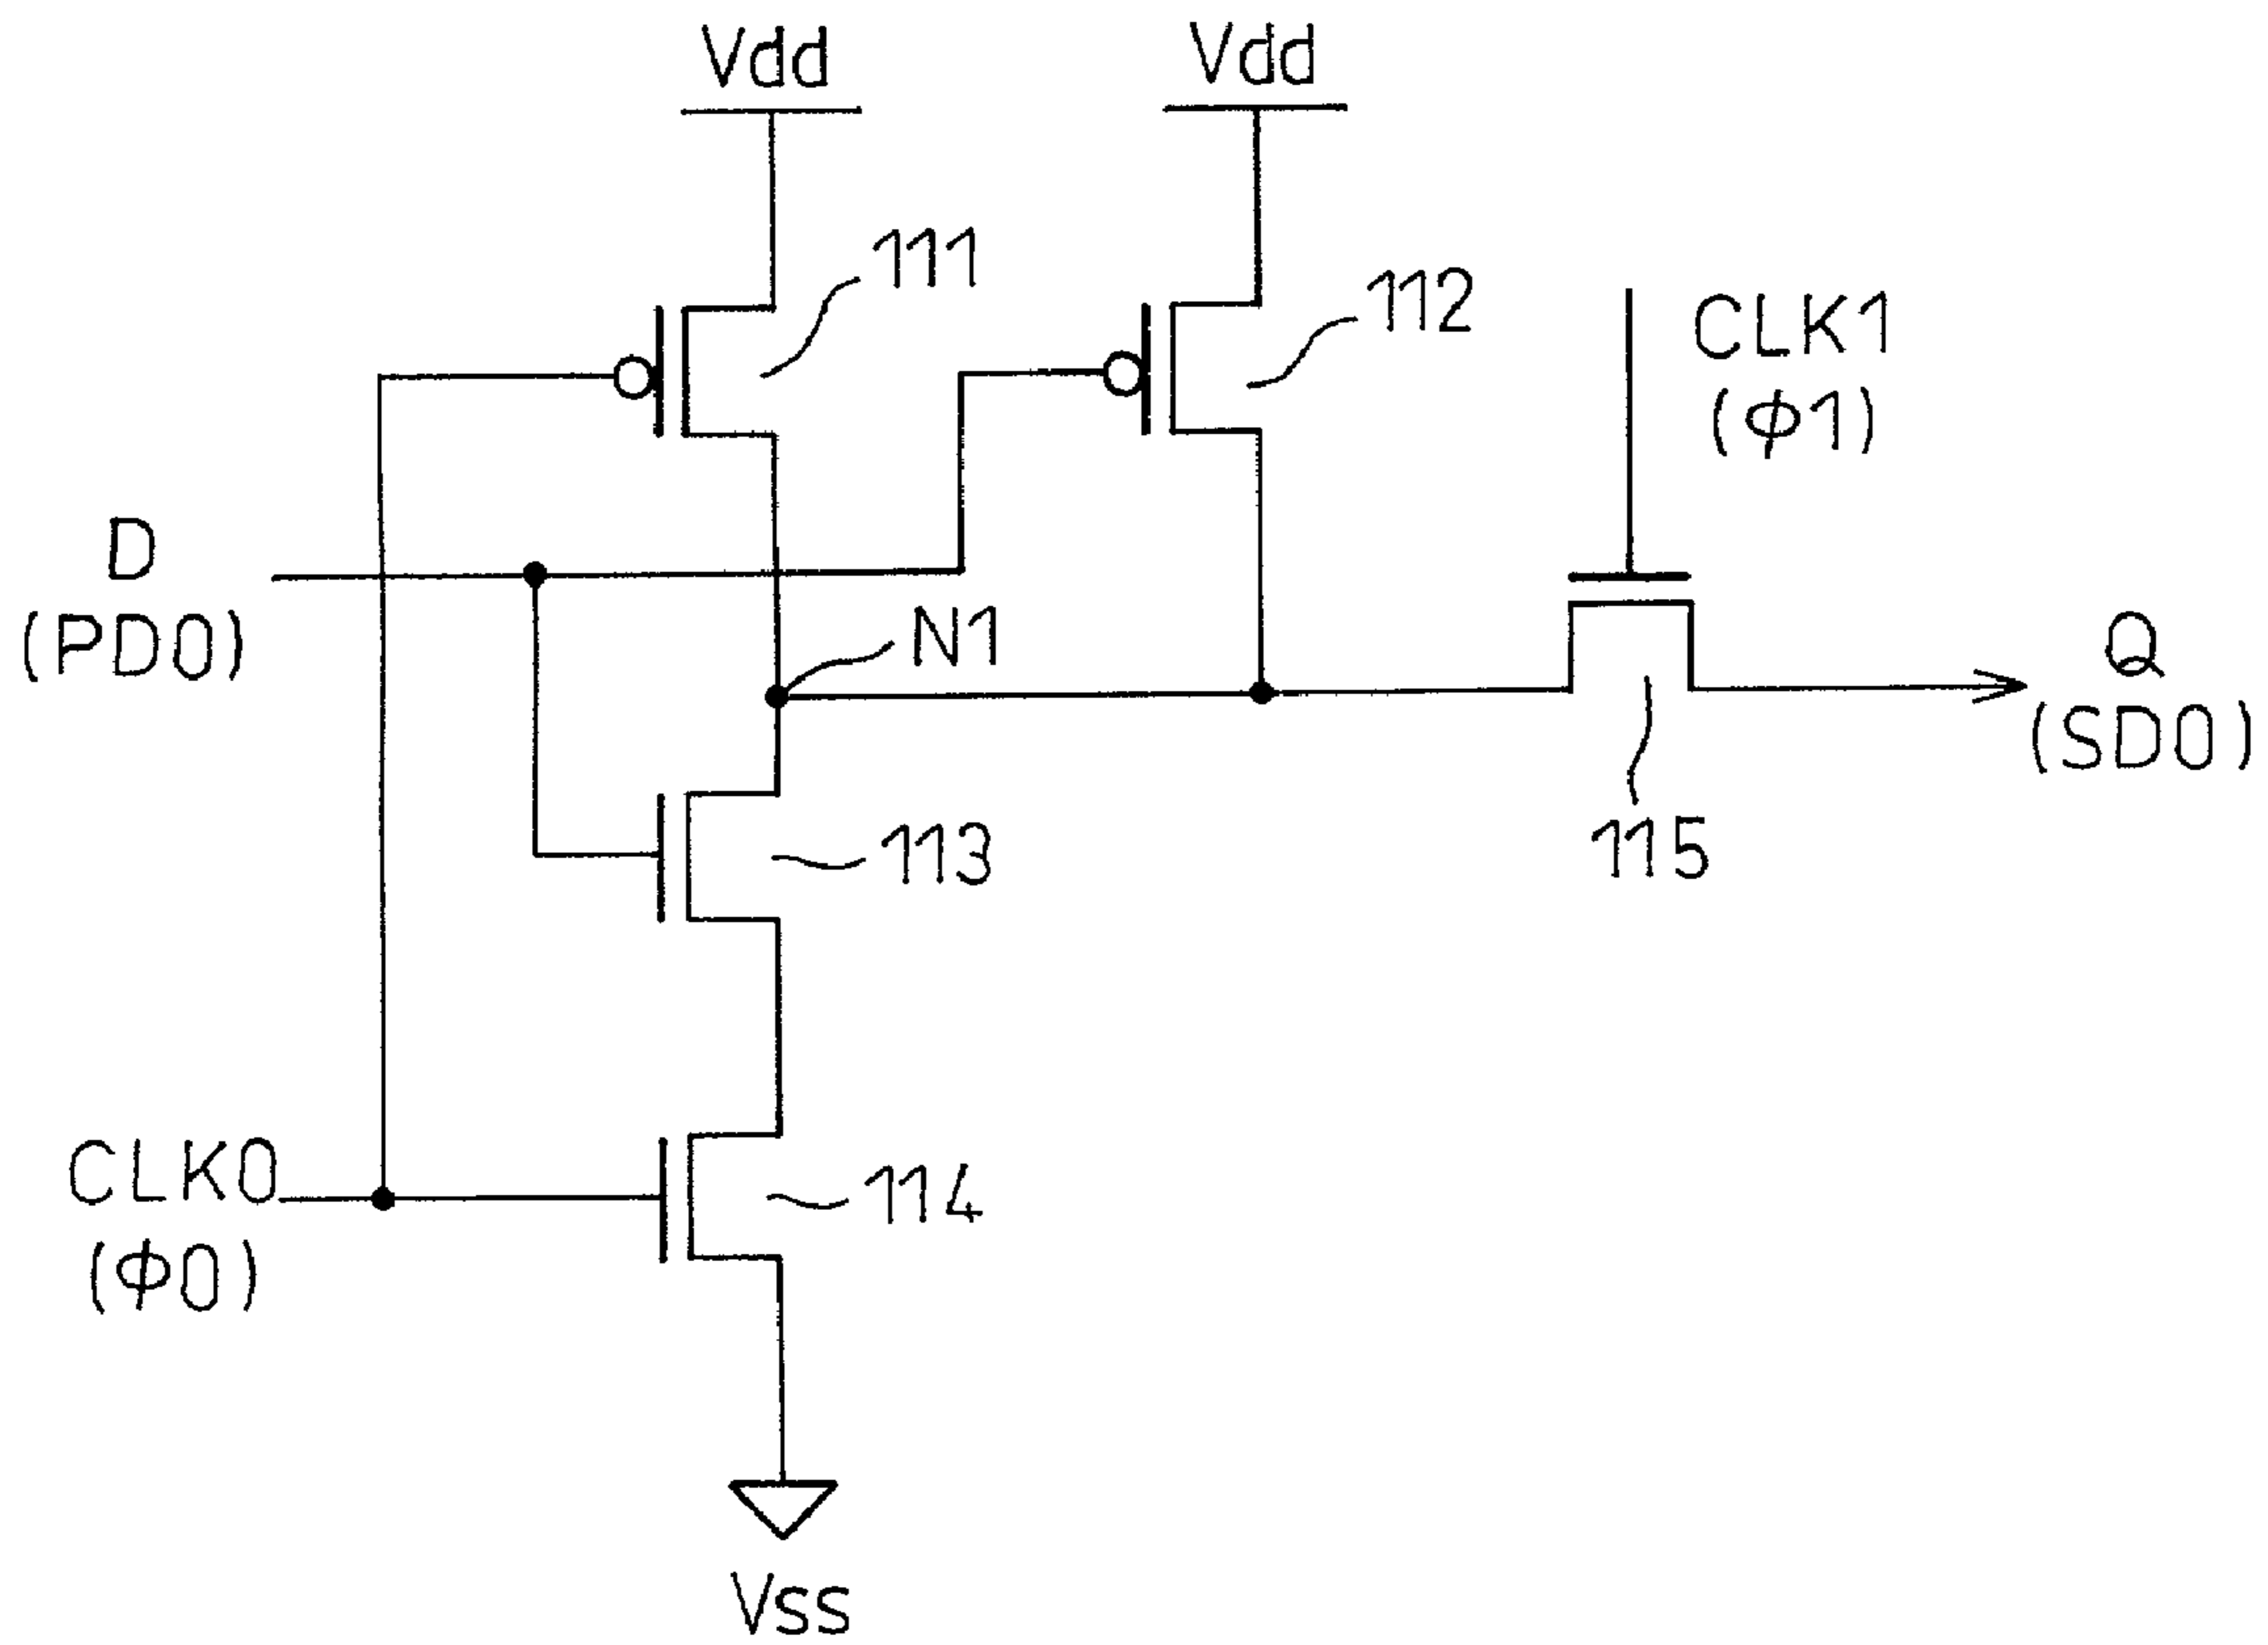 Vdd
Vdd
111
112
CLK1
(φ1)
D
(PD0)
N1
Q
(SD0)
113
115
CLK0
(φ0)
114
Vss